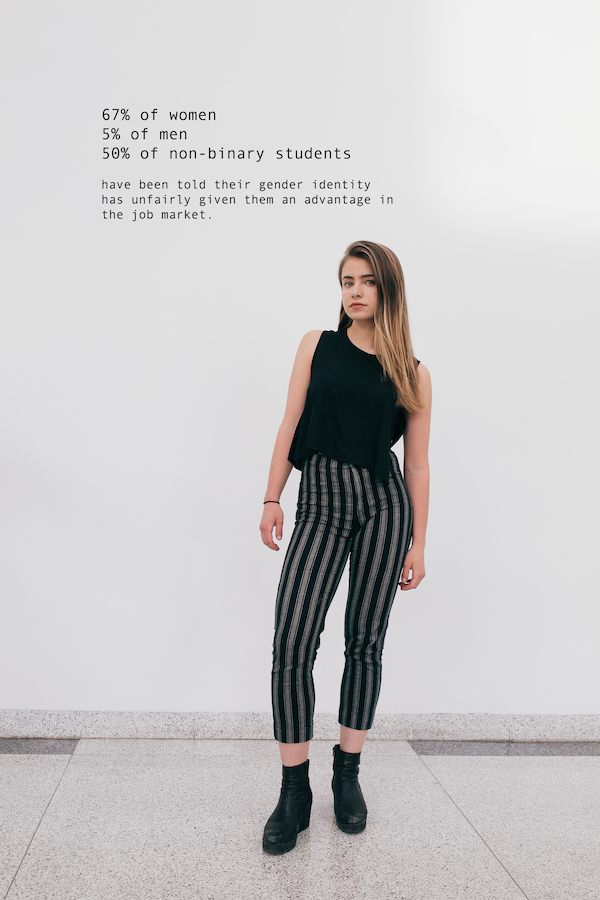 67% of women
5% of men
50% of non-binary students
have been told their gender identity
has unfairly given them an advantage in
the job market.